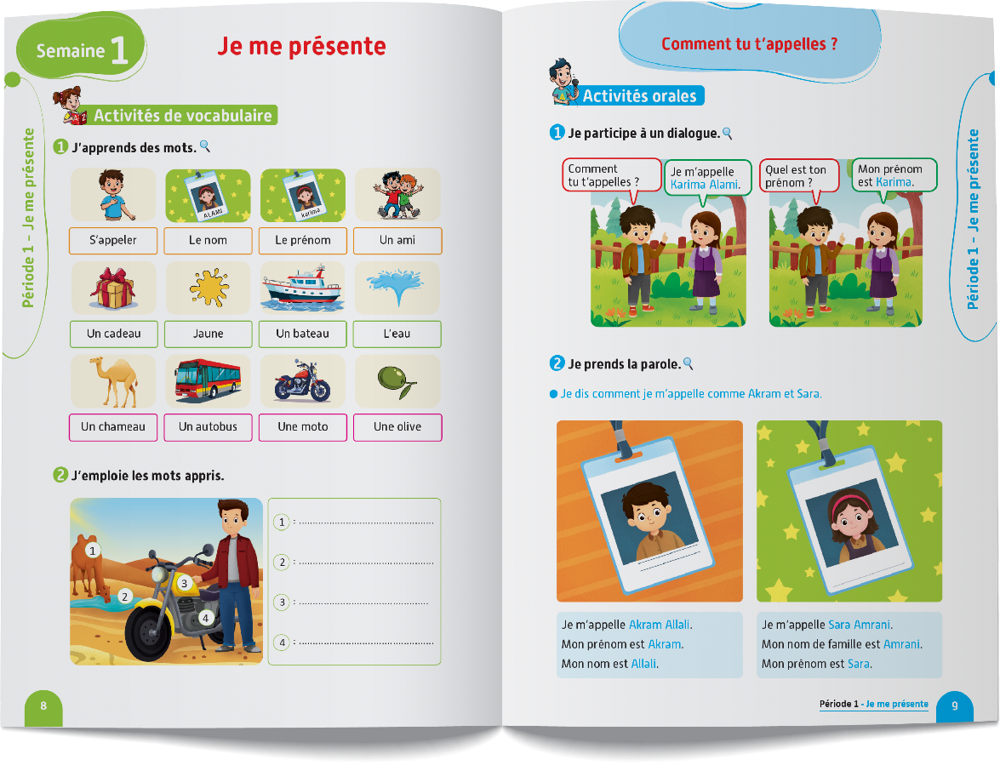 Semaine 1
Je me présente
Période 1 - Je me présente
Activités de vocabulaire
1 J'apprends des mots.
ALAMI
Karima
S'appeler
Le nom
Le prénom
Un ami
Un cadeau
Jaune
Un bateau
L'eau
Un chameau
Un autobus
Une moto
Une olive
2 J'emploie les mots appris.
1
2
3
4
1 : ....................................................
2 : ....................................................
3 : ....................................................
4 : ....................................................
8
Comment tu t'appelles ?
Activités orales
1 Je participe à un dialogue.
Comment
tu t'appelles ?
Je m'appelle
Karima Alami.
Quel est ton
prénom ?
Mon prénom
est Karima.
2 Je prends la parole.
Je dis comment je m'appelle comme Akram et Sara.
Je m'appelle Akram Allali.
Mon prénom est Akram.
Mon nom est Allali.
Je m'appelle Sara Amrani.
Mon nom de famille est Amrani.
Mon prénom est Sara.
Période 1 - Je me présente
Période 1 - Je me présente
9